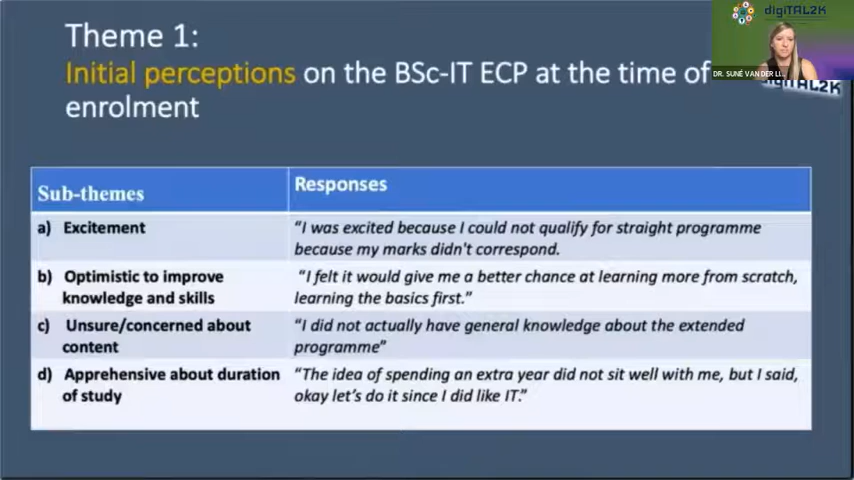 digiTAL2K
DR. SUNÉ VAN DER LI...
digiTAL2K
Theme 1:
Initial perceptions on the BSc-IT ECP at the time of
enrolment
Sub-themes
Responses
a) Excitement
"I was excited because I could not qualify for straight programme
because my marks didn't correspond.
b) Optimistic to improve
knowledge and skills
"I felt it would give me a better chance at learning more from scratch,
learning the basics first."
c) Unsure/concerned about
content
"I did not actually have general knowledge about the extended
programme"
d) Apprehensive about duration
of study
"The idea of spending an extra year did not sit well with me, but I said,
okay let's do it since I did like IT."